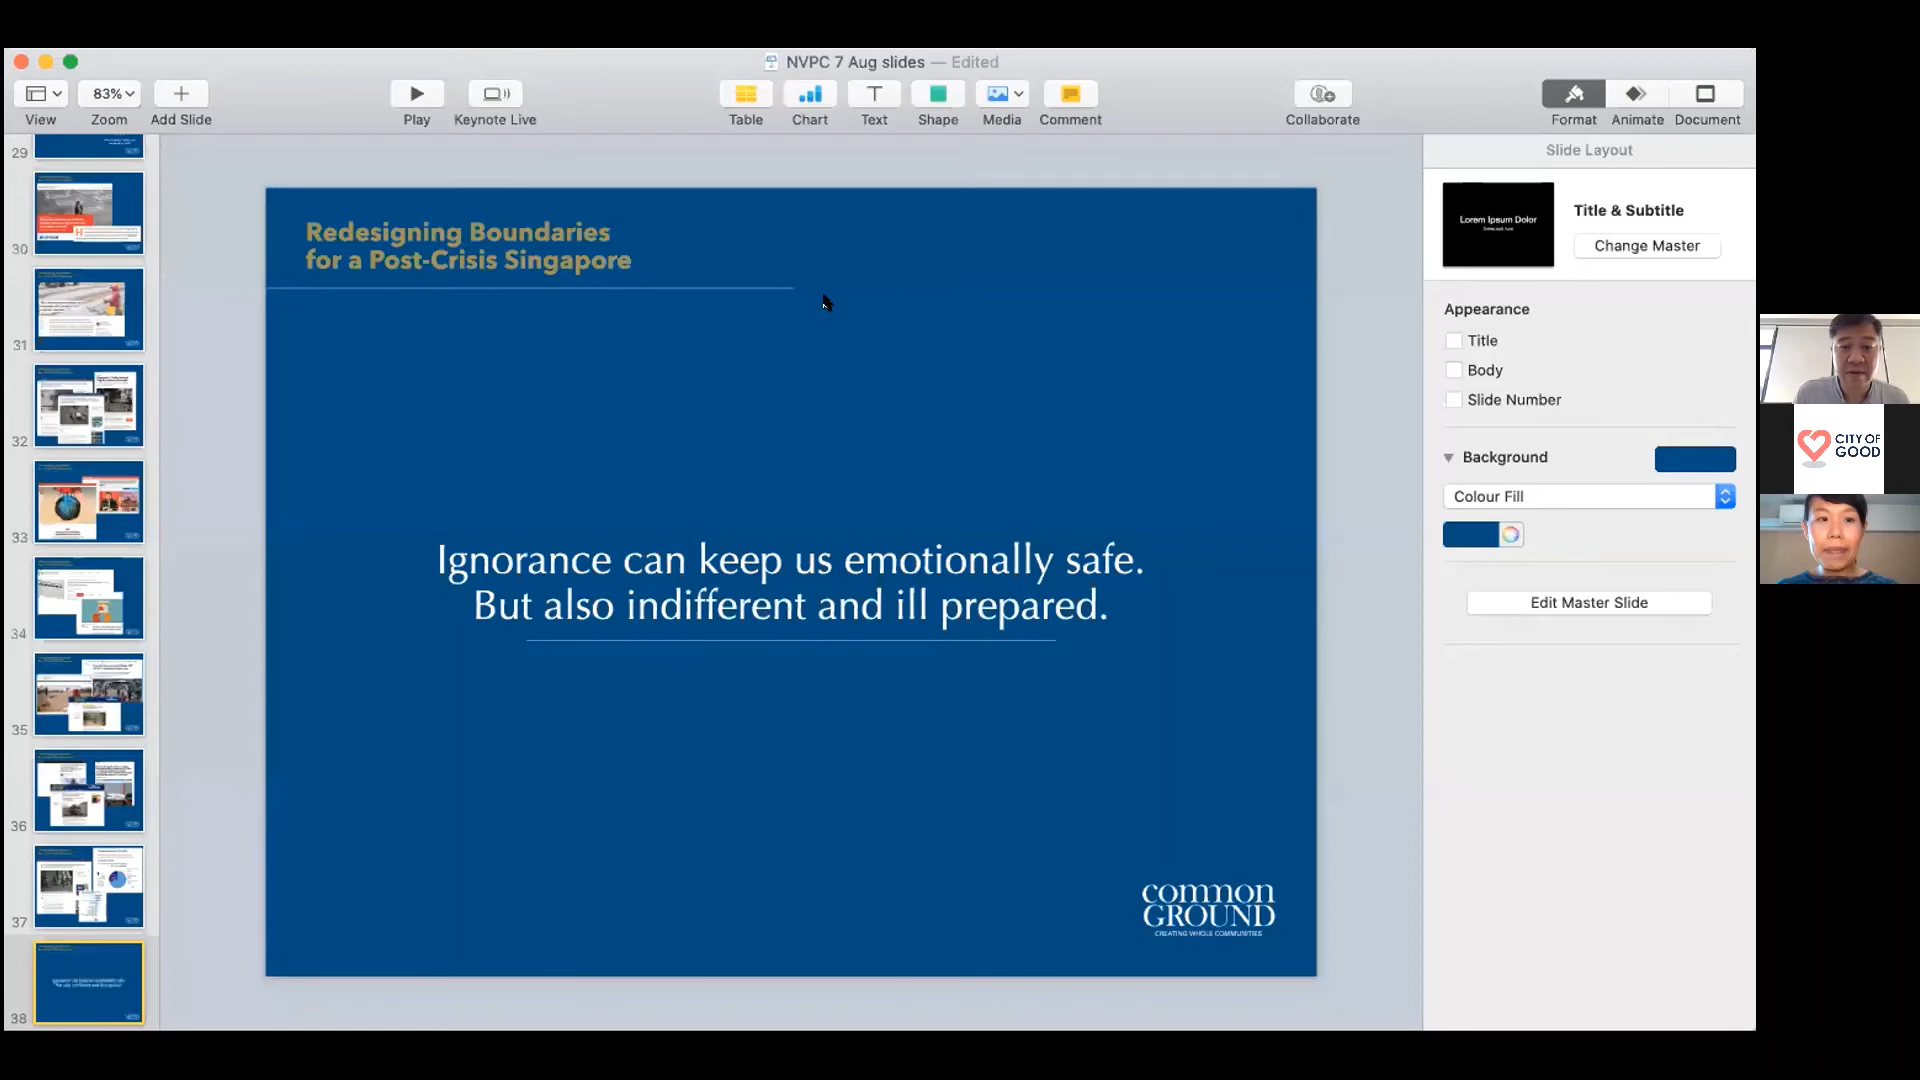 NVPC 7 Aug slides — Edited
83%
View
Zoom
Add Slide
Play
Keynote Live
Table
Chart
Text
Shape
Media
Comment
Collaborate
Format
Animate
Document
29
30
31
32
33
34
35
36
37
38
Redesigning Boundaries
for a Post-Crisis Singapore
Ignorance can keep us emotionally safe.
But also indifferent and ill prepared.
common
GROUND
CREATING WHOLE COMMUNITIES
Slide Layout
Lorem Ipsum Dolor
Title & Subtitle
Change Master
Appearance
Title
Body
Slide Number
Background
Colour Fill
Edit Master Slide
CITY OF
GOOD